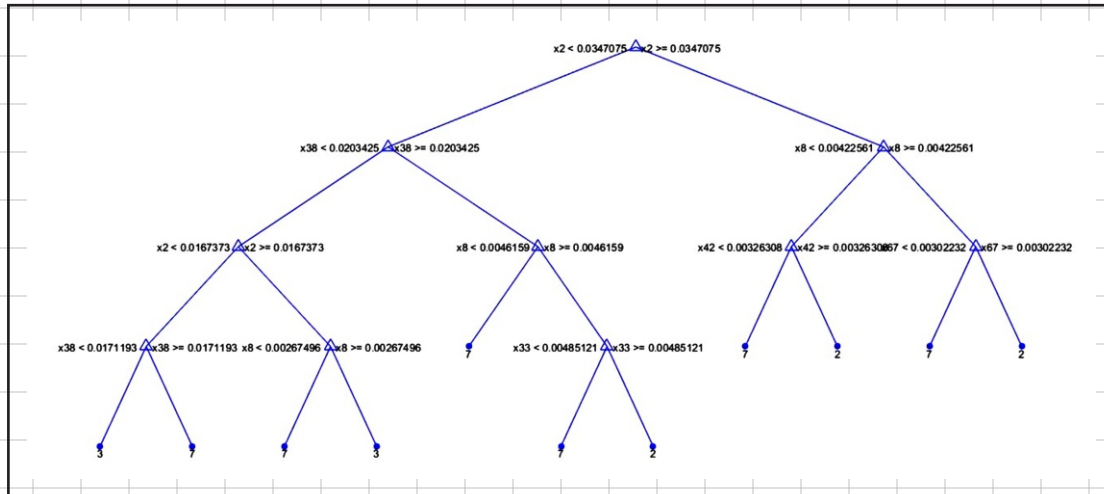 x2 < 0.0347075 x2 >= 0.0347075
x38 < 0.0203425 x38 >= 0.0203425 x8 < 0.00422561 x8 >= 0.00422561
x2 < 0.0167373 x2 >= 0.0167373 x8 < 0.0046159 x8 >= 0.0046159 x42 < 0.00326308 x42 >= 0.00326308 x67 < 0.00302232 x67 >= 0.00302232
x38 < 0.0171193 x38 >= 0.0171193 x8 < 0.00267496 x8 >= 0.00267496 7 x33 < 0.00485121 x33 >= 0.00485121 7 2 7 2
3 7 7 3 7 2